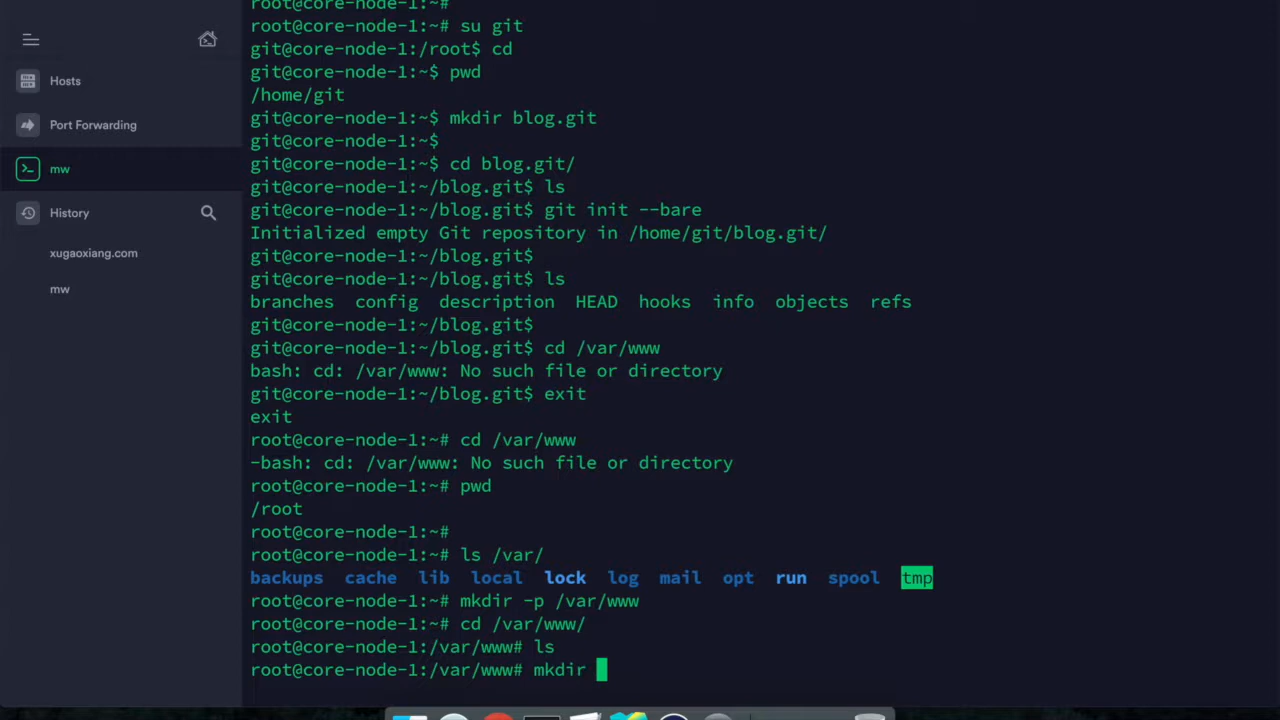 root@core-node-1:~#
root@core-node-1:~# su git
git@core-node-1:/root$ cd
git@core-node-1:~$ pwd
/home/git
git@core-node-1:~$ mkdir blog.git
git@core-node-1:~$
git@core-node-1:~$ cd blog.git/
git@core-node-1:~/blog.git$ ls
git@core-node-1:~/blog.git$ git init --bare
Initialized empty Git repository in /home/git/blog.git/
git@core-node-1:~/blog.git$
git@core-node-1:~/blog.git$ ls
branches config description HEAD hooks info objects refs
git@core-node-1:~/blog.git$
git@core-node-1:~/blog.git$ cd /var/www
bash: cd: /var/www: No such file or directory
git@core-node-1:~/blog.git$ exit
exit
root@core-node-1:~# cd /var/www
-bash: cd: /var/www: No such file or directory
root@core-node-1:~# pwd
/root
root@core-node-1:~#
root@core-node-1:~# ls /var/
backups cache lib local lock log mail opt run spool tmp
root@core-node-1:~# mkdir -p /var/www
root@core-node-1:~# cd /var/www/
root@core-node-1:/var/www# ls
root@core-node-1:/var/www# mkdir
Hosts
Port Forwarding
mw
History
xugaoxiang.com
mw